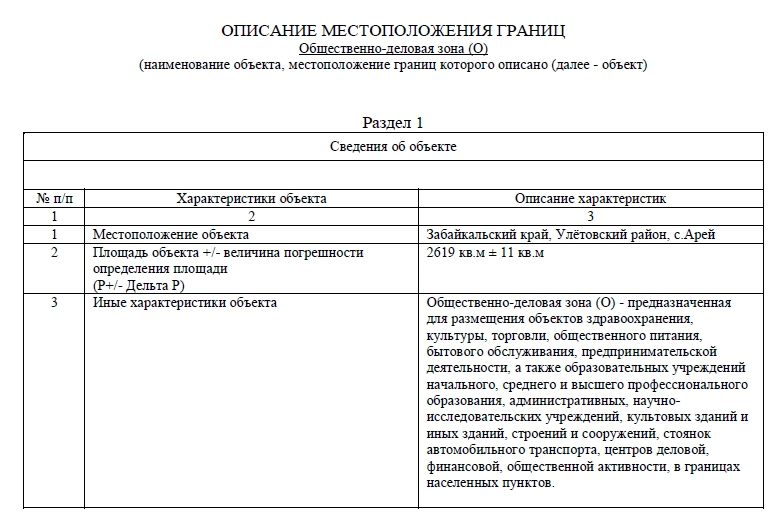 ОПИСАНИЕ МЕСТОПОЛОЖЕНИЯ ГРАНИЦ
Общественно-деловая зона (О)
(наименование объекта, местоположение границ которого описано (далее - объект)
Раздел 1
Сведения об объекте
№ п/п Характеристики объекта Описание характеристик
1 2 3
1 Местоположение объекта Забайкальский край, Улётовский район, с.Арей
2 Площадь объекта +/- величина погрешности 2619 кв.м ± 11 кв.м
определения площади
(P+/- Дельта P)
3 Иные характеристики объекта Общественно-деловая зона (О) - предназначенная
для размещения объектов здравоохранения,
культуры, торговли, общественного питания,
бытового обслуживания, предпринимательской
деятельности, а также образовательных учреждений
начального, среднего и высшего профессионального
образования, административных, научно-
исследовательских учреждений, культовых зданий и
иных зданий, строений и сооружений, стоянок
автомобильного транспорта, центров деловой,
финансовой, общественной активности, в границах
населенных пунктов.